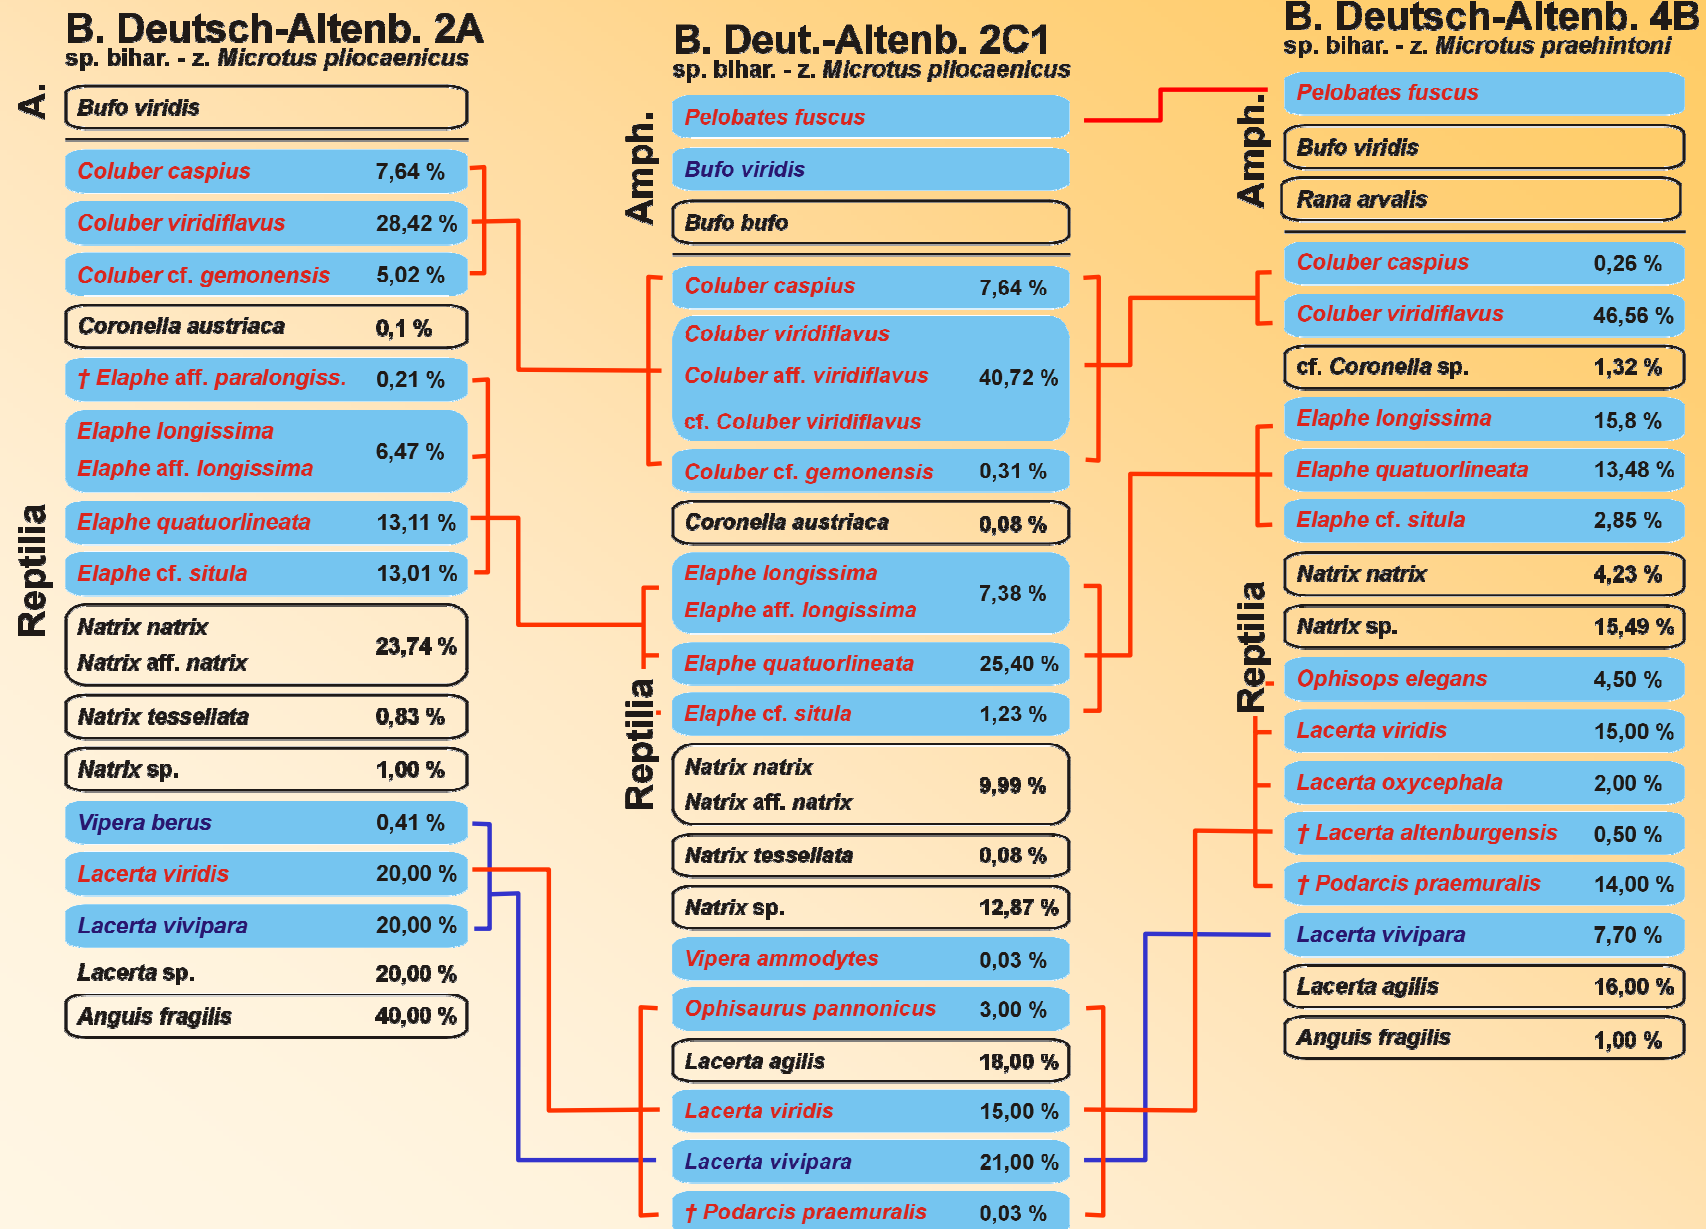 B. Deutsch-Altenb. 2A
sp. bihar. - z. Microtus pliocaenicus
A.
Bufo viridis
Reptilia
Coluber caspius 7,64 %
Coluber viridiflavus 28,42 %
Coluber cf. gemonensis 5,02 %
Coronella austriaca 0,1 %
† Elaphe aff. paralongiss. 0,21 %
Elaphe longissima
Elaphe aff. longissima 6,47 %
Elaphe quatuorlineata 13,11 %
Elaphe cf. situla 13,01 %
Natrix natrix
Natrix aff. natrix 23,74 %
Natrix tessellata 0,83 %
Natrix sp. 1,00 %
Vipera berus 0,41 %
Lacerta viridis 20,00 %
Lacerta vivipara 20,00 %
Lacerta sp. 20,00 %
Anguis fragilis 40,00 %
B. Deut.-Altenb. 2C1
sp. bihar. - z. Microtus pliocaenicus
Amph.
Pelobates fuscus
Bufo viridis
Bufo bufo
Reptilia
Coluber caspius 7,64 %
Coluber viridiflavus
Coluber aff. viridiflavus 40,72 %
cf. Coluber viridiflavus
Coluber cf. gemonensis 0,31 %
Coronella austriaca 0,08 %
Elaphe longissima
Elaphe aff. longissima 7,38 %
Elaphe quatuorlineata 25,40 %
Elaphe cf. situla 1,23 %
Natrix natrix
Natrix aff. natrix 9,99 %
Natrix tessellata 0,08 %
Natrix sp. 12,87 %
Vipera ammodytes 0,03 %
Ophisaurus pannonicus 3,00 %
Lacerta agilis 18,00 %
Lacerta viridis 15,00 %
Lacerta vivipara 21,00 %
† Podarcis praemuralis 0,03 %
B. Deutsch-Altenb. 4B
sp. bihar. - z. Microtus praehintoni
Amph.
Pelobates fuscus
Bufo viridis
Rana arvalis
Reptilia
Coluber caspius 0,26 %
Coluber viridiflavus 46,56 %
cf. Coronella sp. 1,32 %
Elaphe longissima 15,8 %
Elaphe quatuorlineata 13,48 %
Elaphe cf. situla 2,85 %
Natrix natrix 4,23 %
Natrix sp. 15,49 %
Ophisops elegans 4,50 %
Lacerta viridis 15,00 %
Lacerta oxycephala 2,00 %
† Lacerta altenburgensis 0,50 %
† Podarcis praemuralis 14,00 %
Lacerta vivipara 7,70 %
Lacerta agilis 16,00 %
Anguis fragilis 1,00 %